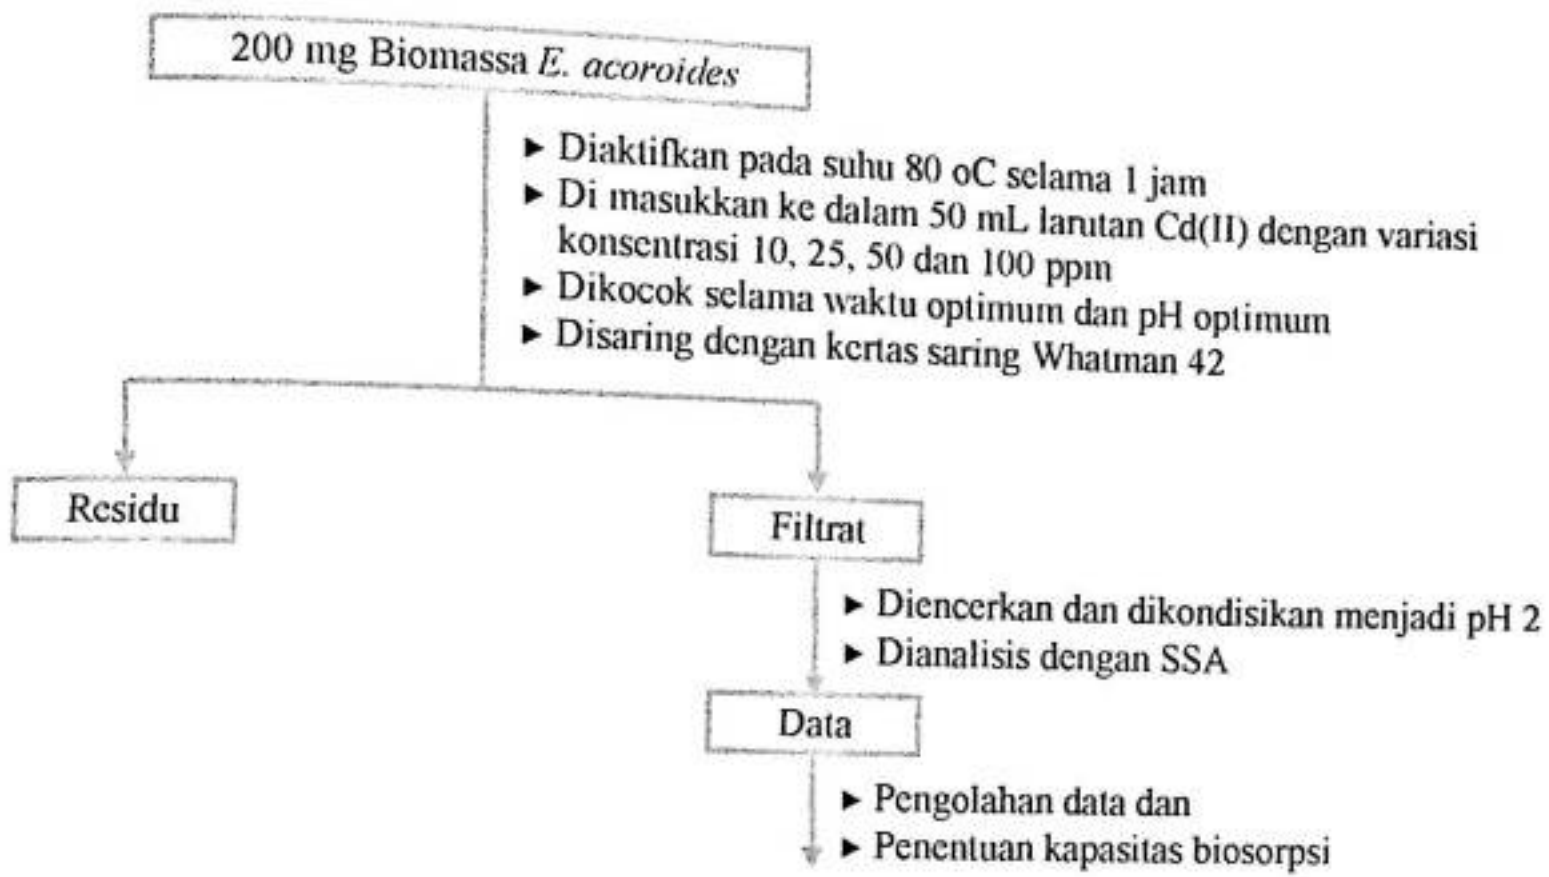 200 mg Biomassa E. acoroides
► Diaktifkan pada suhu 80 oC selama 1 jam
► Di masukkan ke dalam 50 mL larutan Cd(II) dengan variasi
konsentrasi 10, 25, 50 dan 100 ppm
► Dikocok selama waktu optimum dan pH optimum
► Disaring dengan kertas saring Whatman 42
Residu
Filtrat
► Diencerkan dan dikondisikan menjadi pH 2
► Dianalisis dengan SSA
Data
► Pengolahan data dan
► Penentuan kapasitas biosorpsi